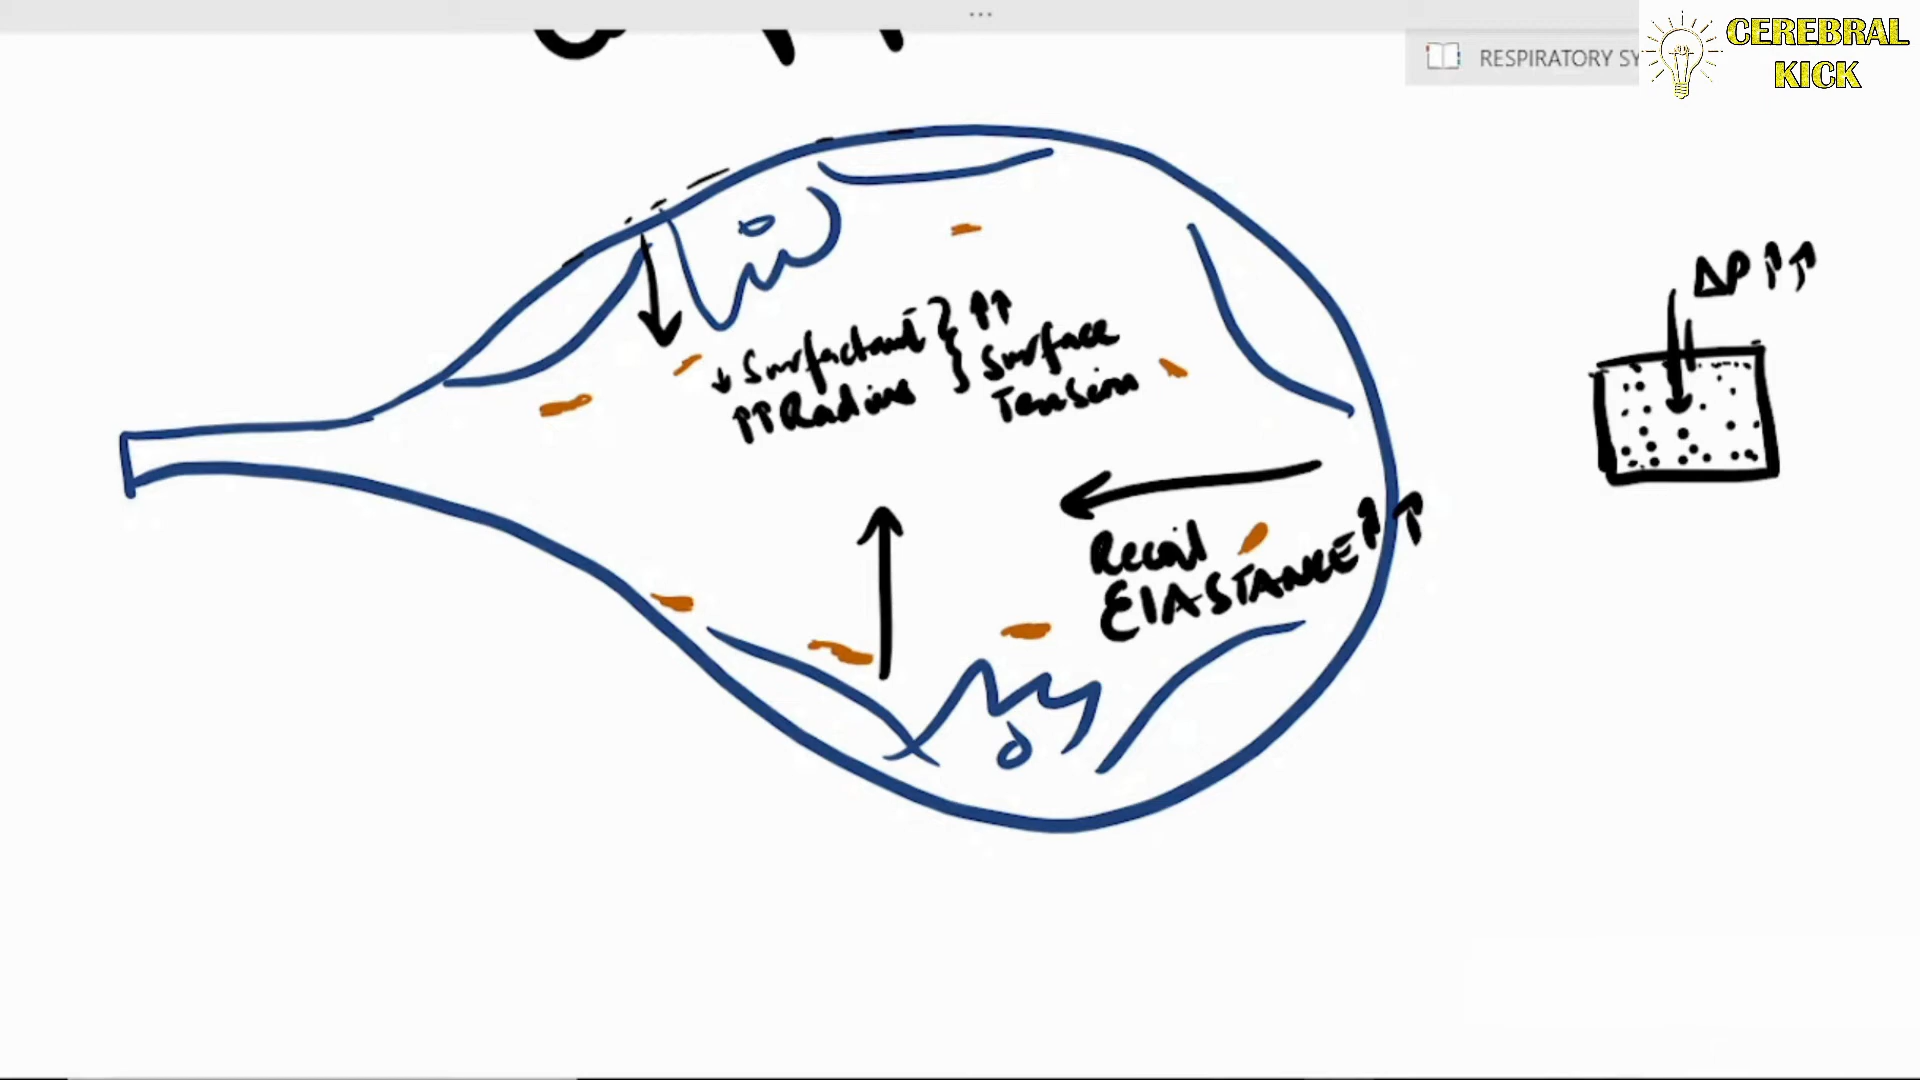 RESPIRATORY SY
CEREBRAL
KICK
ΔP ↑↑
↓ Surfactant } ↑↑
↑↑ Radius } Surface
Tension
Recoil
ElASTANCE ↑↑